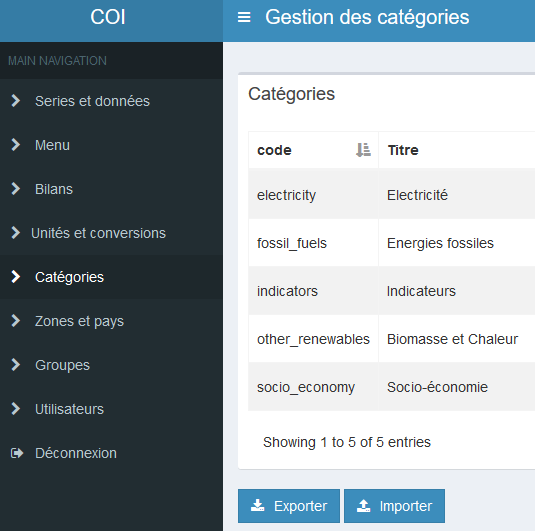 COI
Gestion des catégories
MAIN NAVIGATION
Series et données
Menu
Bilans
Unités et conversions
Catégories
Zones et pays
Groupes
Utilisateurs
Déconnexion
Catégories
code Titre
electricity Electricité
fossil_fuels Energies fossiles
indicators Indicateurs
other_renewables Biomasse et Chaleur
socio_economy Socio-économie
Showing 1 to 5 of 5 entries
Exporter Importer